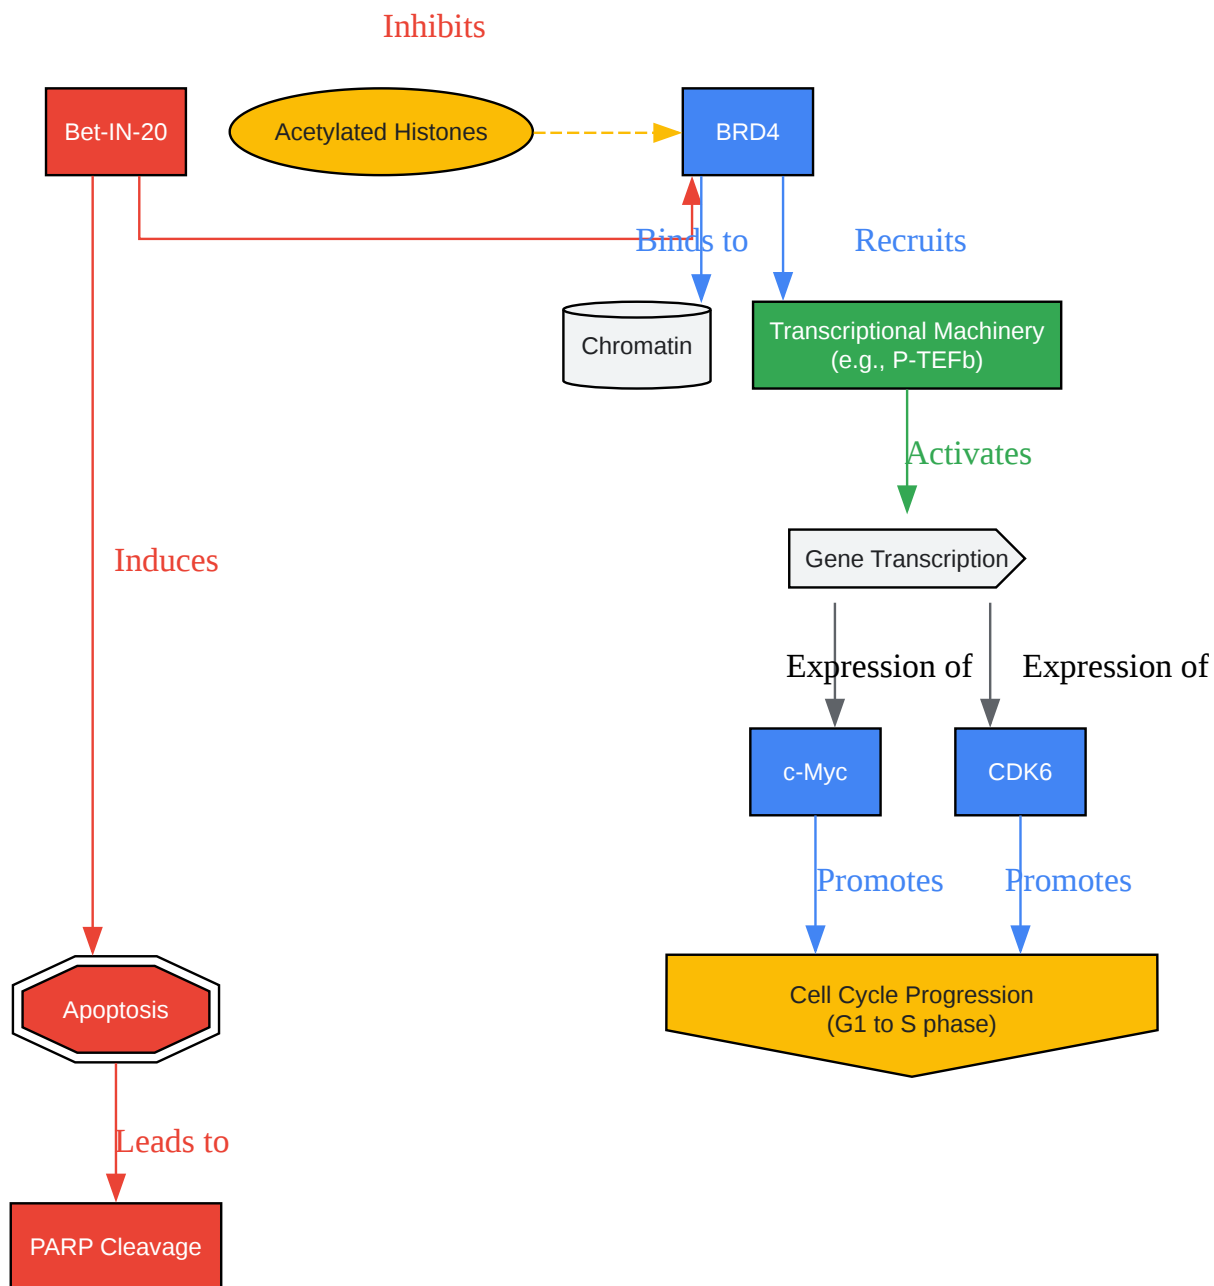 Inhibits
Bet-IN-20
Acetylated Histones
BRD4
Binds to
Recruits
Chromatin
Transcriptional Machinery
(e.g., P-TEFb)
Activates
Induces
Gene Transcription
Expression of
Expression of
c-Myc
CDK6
Promotes
Promotes
Apoptosis
Cell Cycle Progression
(G1 to S phase)
Leads to
PARP Cleavage